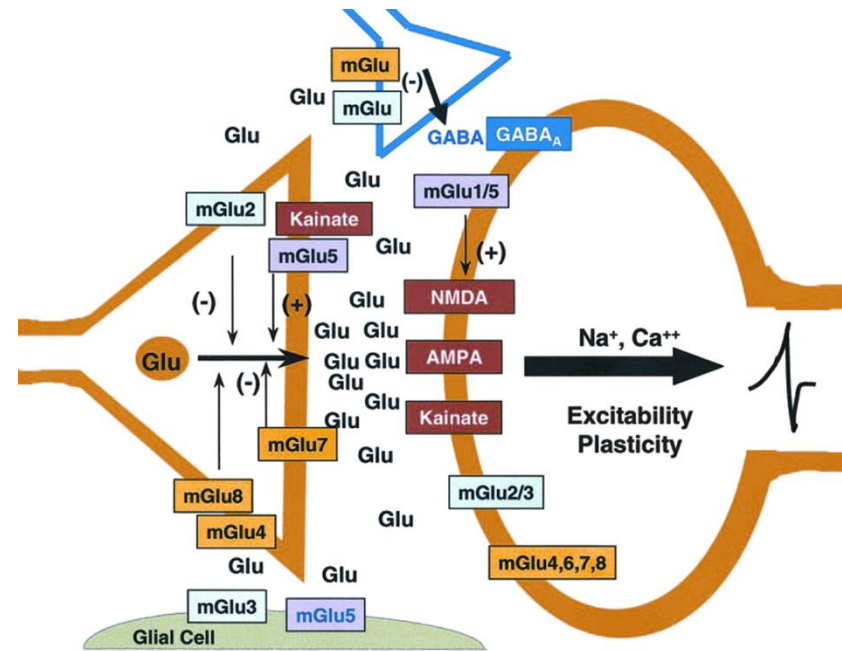 mGlu
(-)
Glu
mGlu
Glu
GABA
GABAA
Glu
mGlu1/5
mGlu2
Kainate
Glu
(+)
mGlu5
(-)
(+)
Glu
NMDA
Glu
Glu
Na+, Ca++
Glu
Glu Glu
AMPA
(-)
Glu
Glu
Kainate
Excitability
Plasticity
Glu
mGlu7
Glu
mGlu8
mGlu2/3
mGlu4
Glu
Glu
Glu
mGlu4,6,7,8
mGlu3
mGlu5
Glial Cell